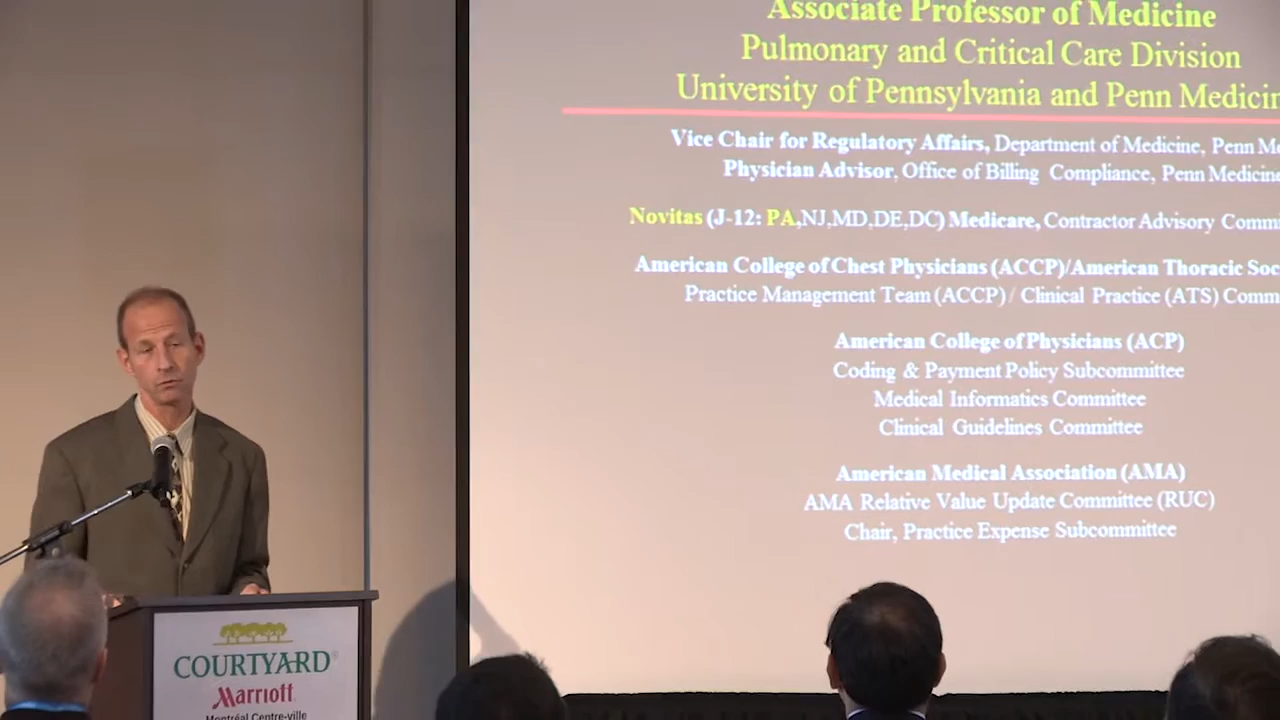 Associate Professor of Medicine
Pulmonary and Critical Care Division
University of Pennsylvania and Penn Medicin
Vice Chair for Regulatory Affairs, Department of Medicine, Penn Me
Physician Advisor, Office of Billing Compliance, Penn Medicine
Novitas (J-12: PA,NJ,MD,DE,DC) Medicare, Contractor Advisory Comm
American College of Chest Physicians (ACCP)/American Thoracic Soc
Practice Management Team (ACCP) / Clinical Practice (ATS) Comm
American College of Physicians (ACP)
Coding & Payment Policy Subcommittee
Medical Informatics Committee
Clinical Guidelines Committee
American Medical Association (AMA)
AMA Relative Value Update Committee (RUC)
Chair, Practice Expense Subcommittee
COURTYARD®
Marriott
Montréal Centre-ville